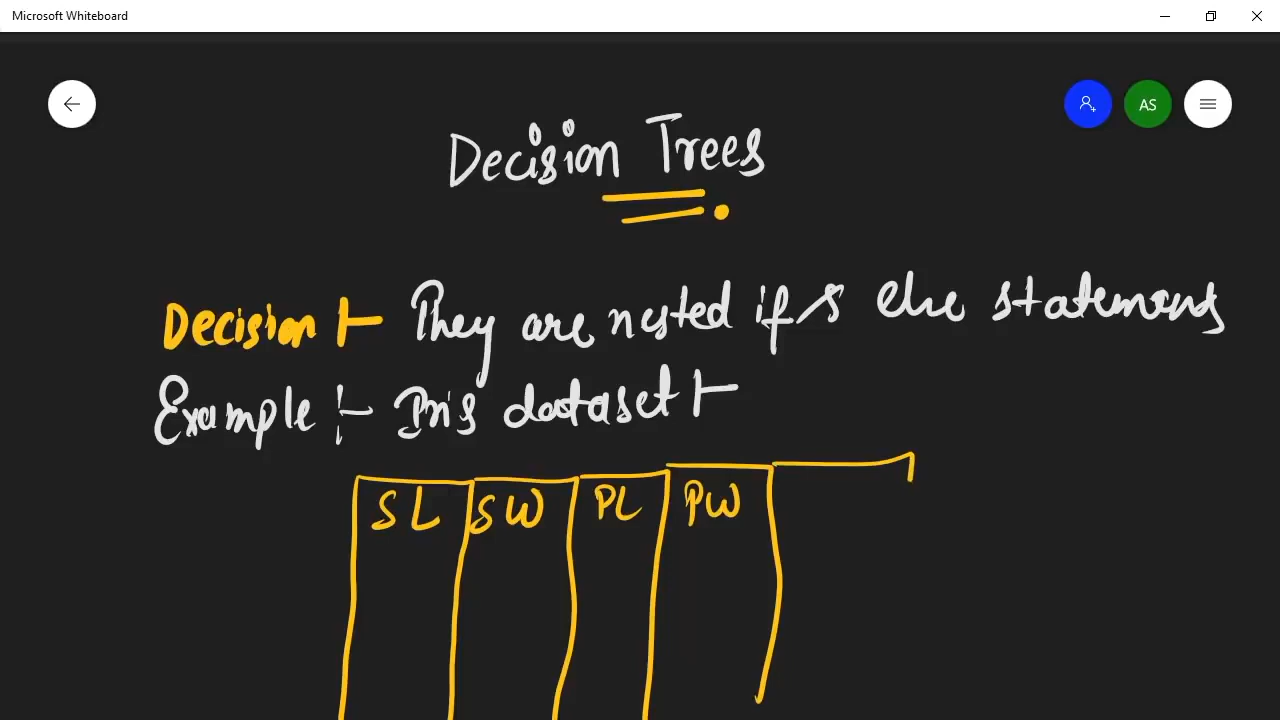 Microsoft Whiteboard
AS
Decision Trees
Decision :- They are nested if & else statements
Example :- Iris dataset :-
SL SW PL PW